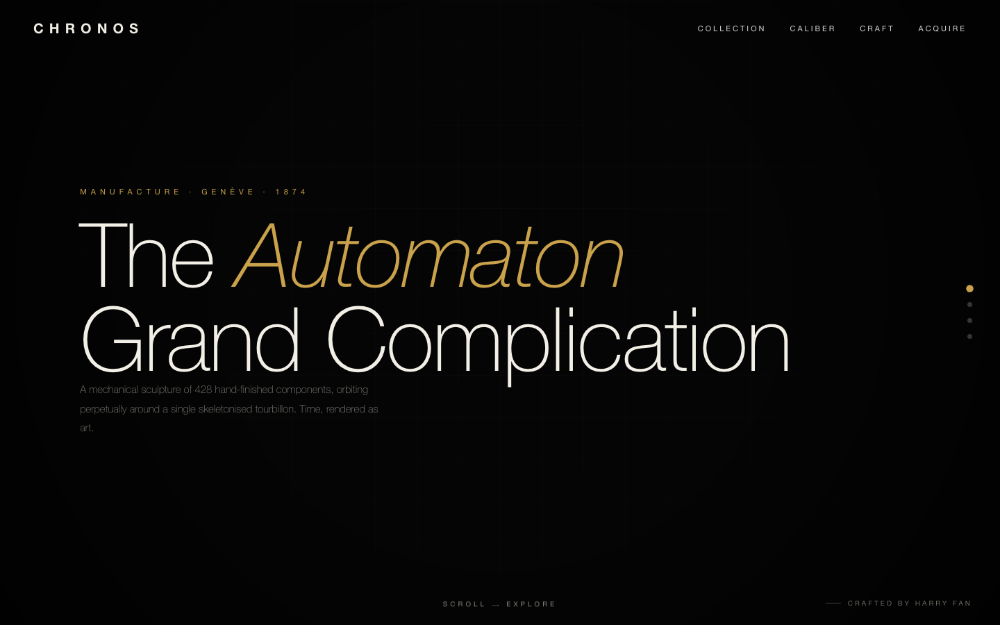 CHRONOS
COLLECTION CALIBER CRAFT ACQUIRE
MANUFACTURE · GENÈVE · 1874
The Automaton
Grand Complication
A mechanical sculpture of 428 hand-finished components, orbiting
perpetually around a single skeletonised tourbillon. Time, rendered as
art.
SCROLL — EXPLORE
CRAFTED BY HARRY FAN